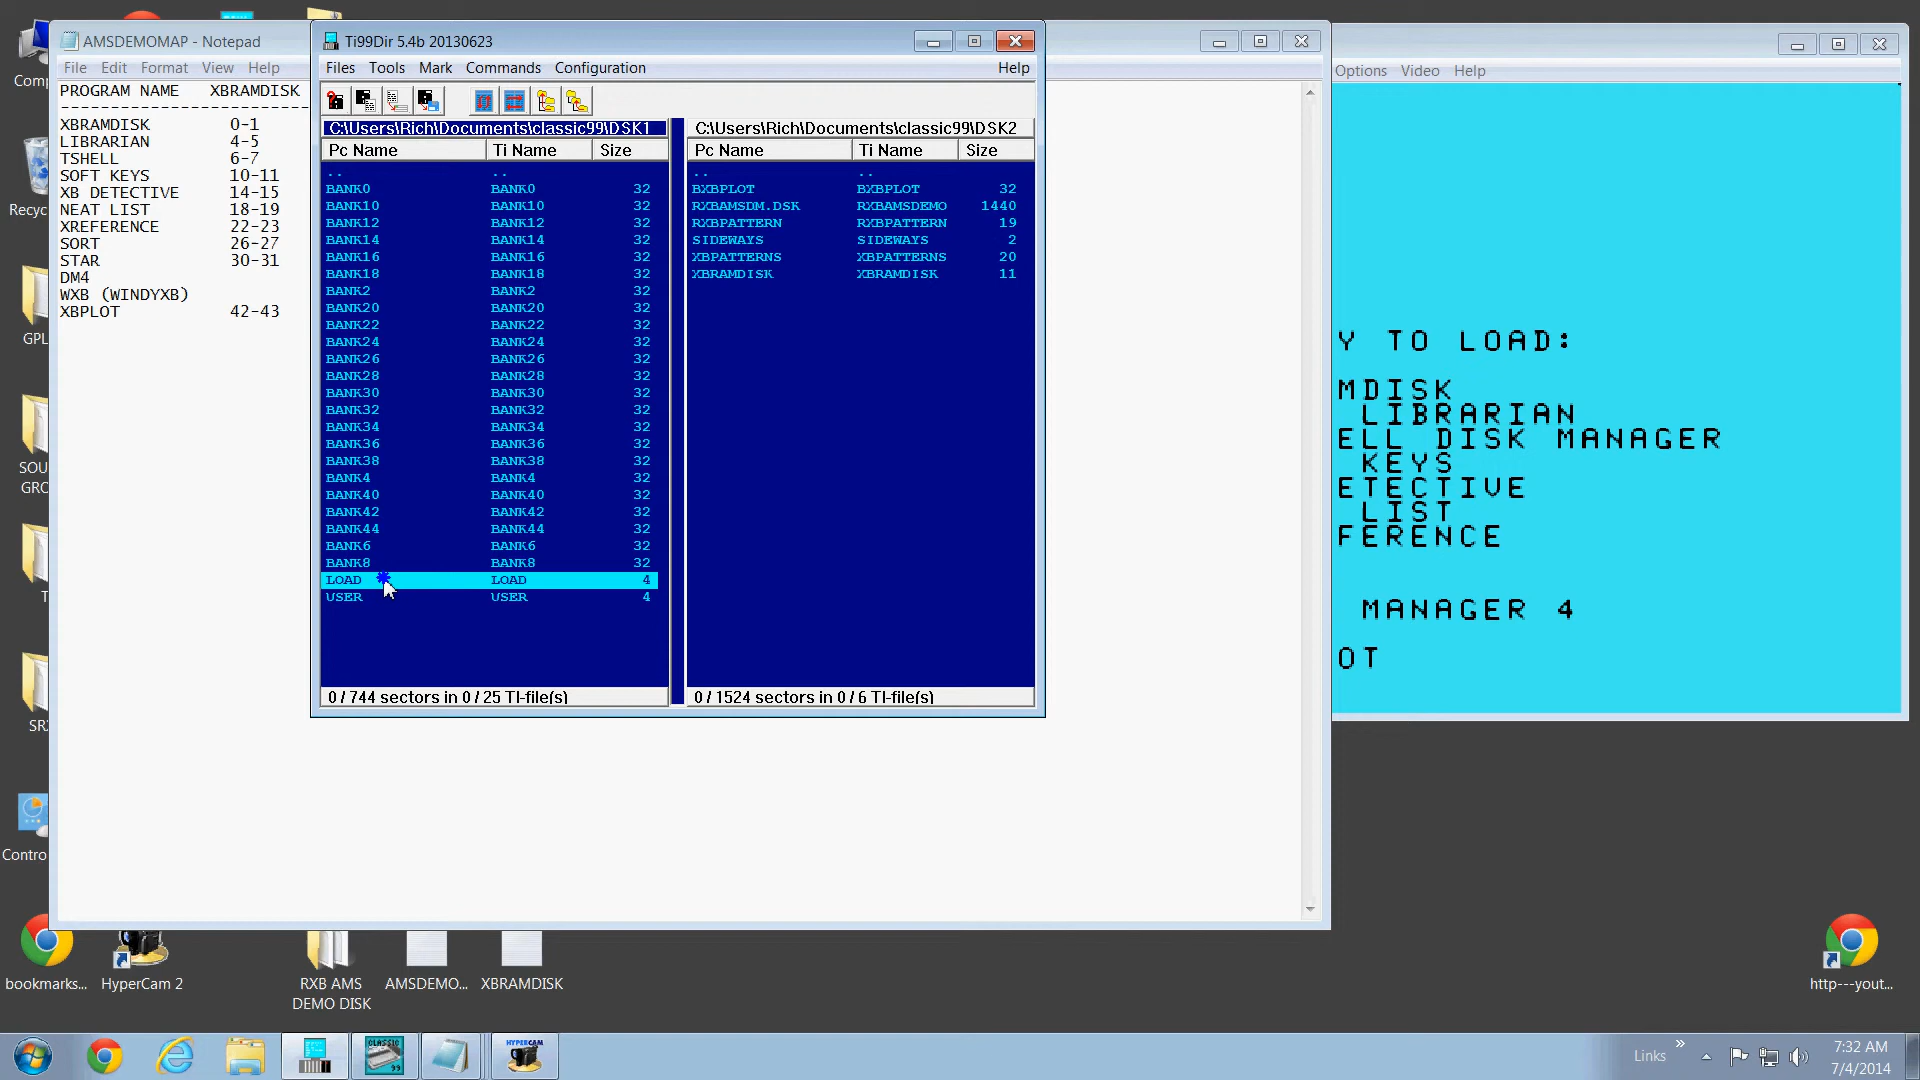 AMSDEMOMAP - Notepad
File Edit Format View Help
PROGRAM NAME XBRAMDISK
--------------------------------
XBRAMDISK 0-1
LIBRARIAN 4-5
TSHELL 6-7
SOFT KEYS 10-11
XB DETECTIVE 14-15
NEAT LIST 18-19
XREFERENCE 22-23
SORT 26-27
STAR 30-31
DM4
WXB (WINDYXB)
XBPLOT 42-43
Ti99Dir 5.4b 20130623
Files Tools Mark Commands Configuration Help
C:\Users\Rich\Documents\classic99\DSK1
Pc Name Ti Name Size
.. ..
BANK0 BANK0 32
BANK10 BANK10 32
BANK12 BANK12 32
BANK14 BANK14 32
BANK16 BANK16 32
BANK18 BANK18 32
BANK2 BANK2 32
BANK20 BANK20 32
BANK22 BANK22 32
BANK24 BANK24 32
BANK26 BANK26 32
BANK28 BANK28 32
BANK30 BANK30 32
BANK32 BANK32 32
BANK34 BANK34 32
BANK36 BANK36 32
BANK38 BANK38 32
BANK4 BANK4 32
BANK40 BANK40 32
BANK42 BANK42 32
BANK44 BANK44 32
BANK6 BANK6 32
BANK8 BANK8 32
LOAD LOAD 4
USER USER 4
0 / 744 sectors in 0 / 25 TI-file(s)
C:\Users\Rich\Documents\classic99\DSK2
Pc Name Ti Name Size
.. ..
BXBPLOT BXBPLOT 32
RXBAMSDM.DSK RXBAMSDEMO 1440
RXBPATTERN RXBPATTERN 19
SIDEWAYS SIDEWAYS 2
XBPATTERNS XBPATTERNS 20
XBRAMDISK XBRAMDISK 11
0 / 1524 sectors in 0 / 6 TI-file(s)
Options Video Help
Y TO LOAD:
MDISK
LIBRARIAN
ELL DISK MANAGER
KEYS
ETECTIVE
LIST
FERENCE
MANAGER 4
OT
Comp
Recyc
GPL
SOU
GRC
T
SRX
Contro
bookmarks...
HyperCam 2
RXB AMS
DEMO DISK
AMSDEMO...
XBRAMDISK
http---yout...
CLASSIC
99
HYPERCAM
Links »
7:32 AM
7/4/2014